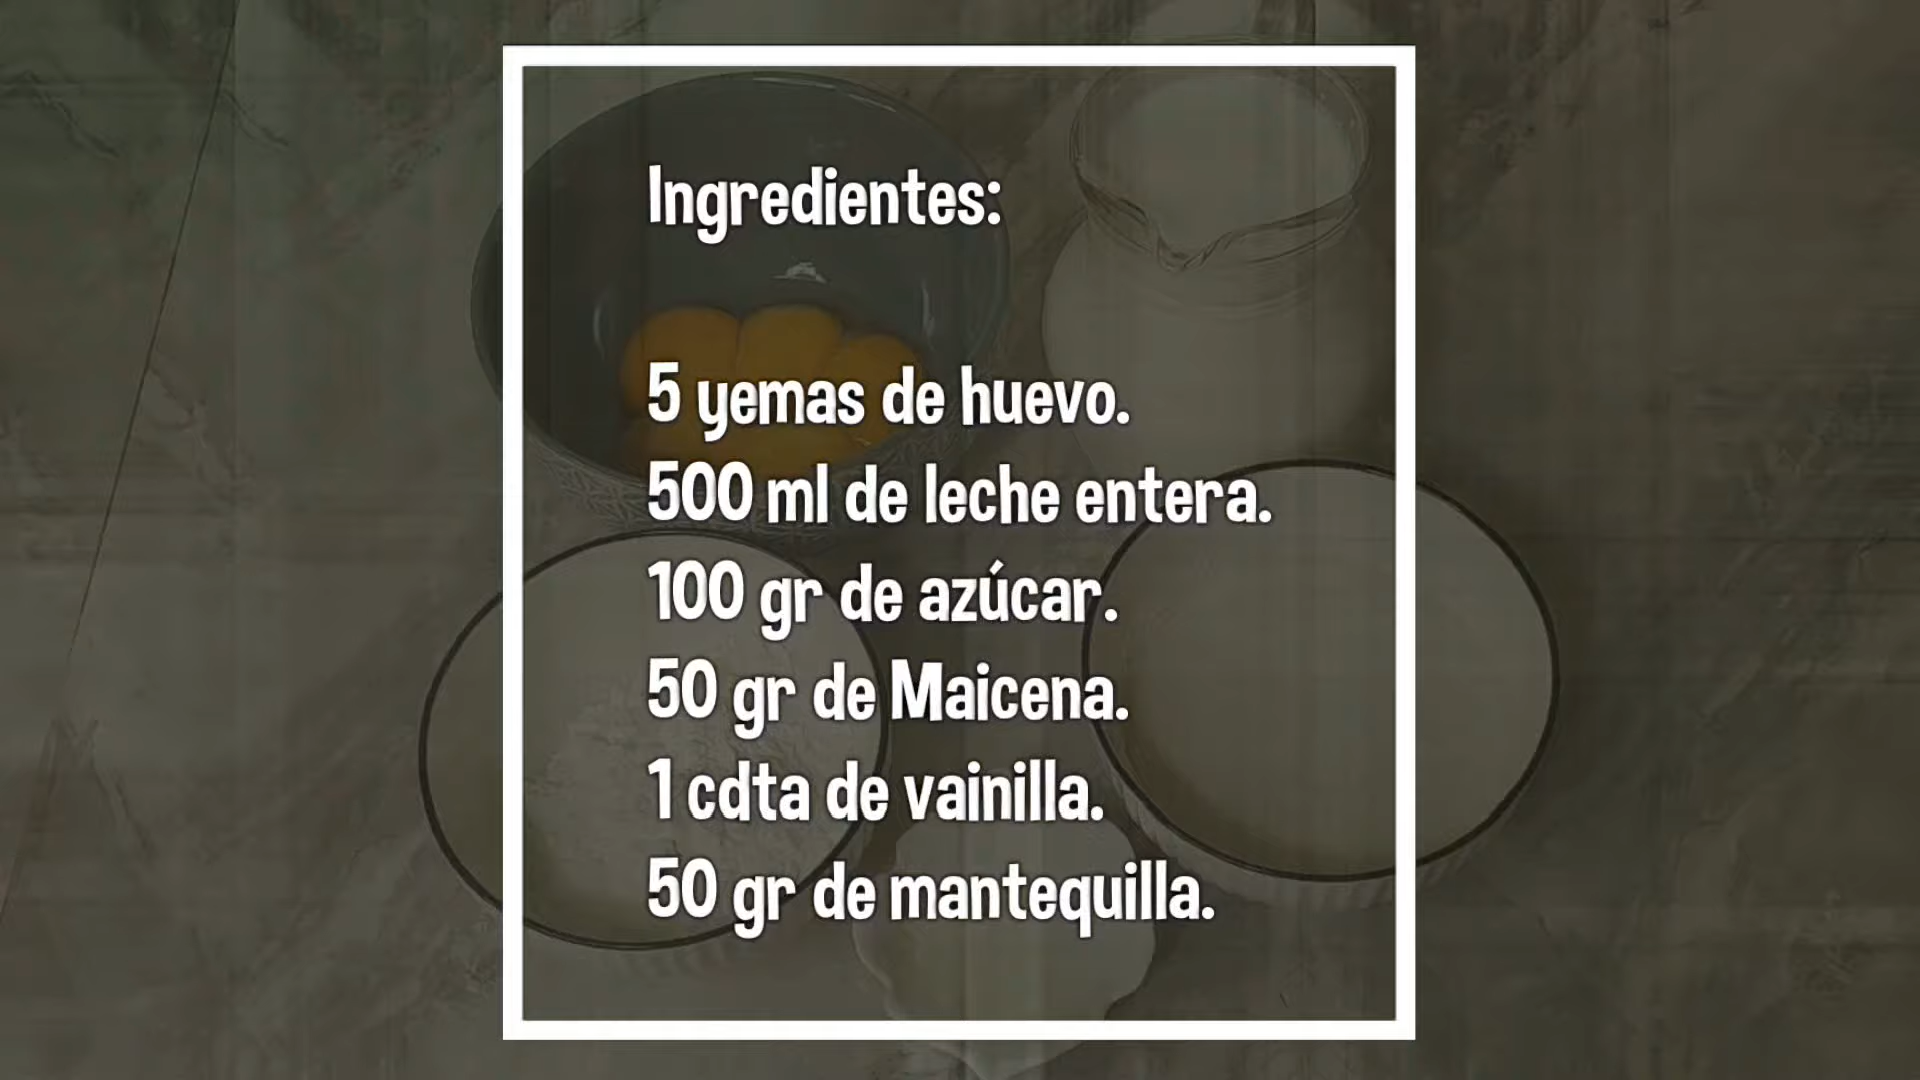 Ingredientes:
5 yemas de huevo.
500 ml de leche entera.
100 gr de azúcar.
50 gr de Maicena.
1 cdta de vainilla.
50 gr de mantequilla.